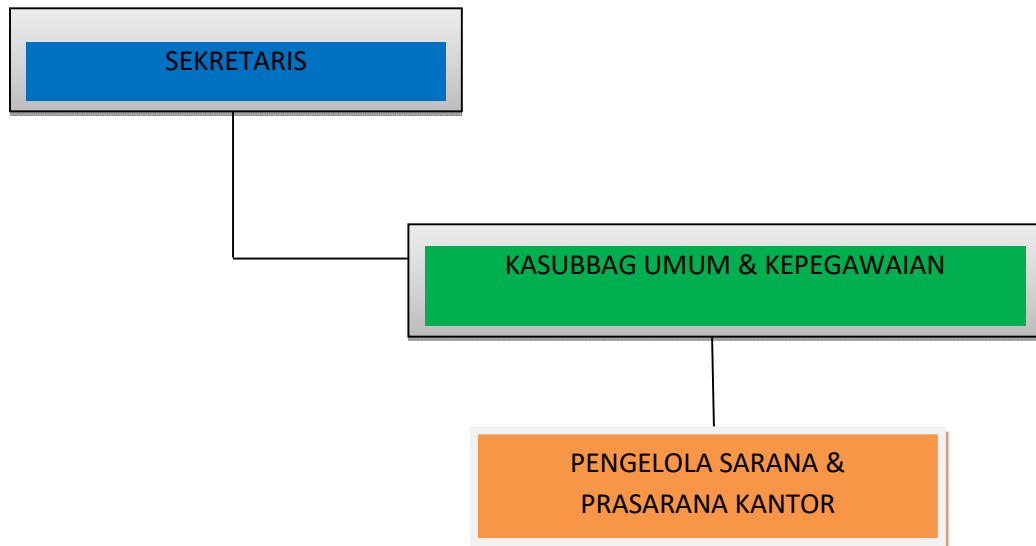 SEKRETARIS
KASUBBAG UMUM & KEPEGAWAIAN
PENGELOLA SARANA &
PRASARANA KANTOR